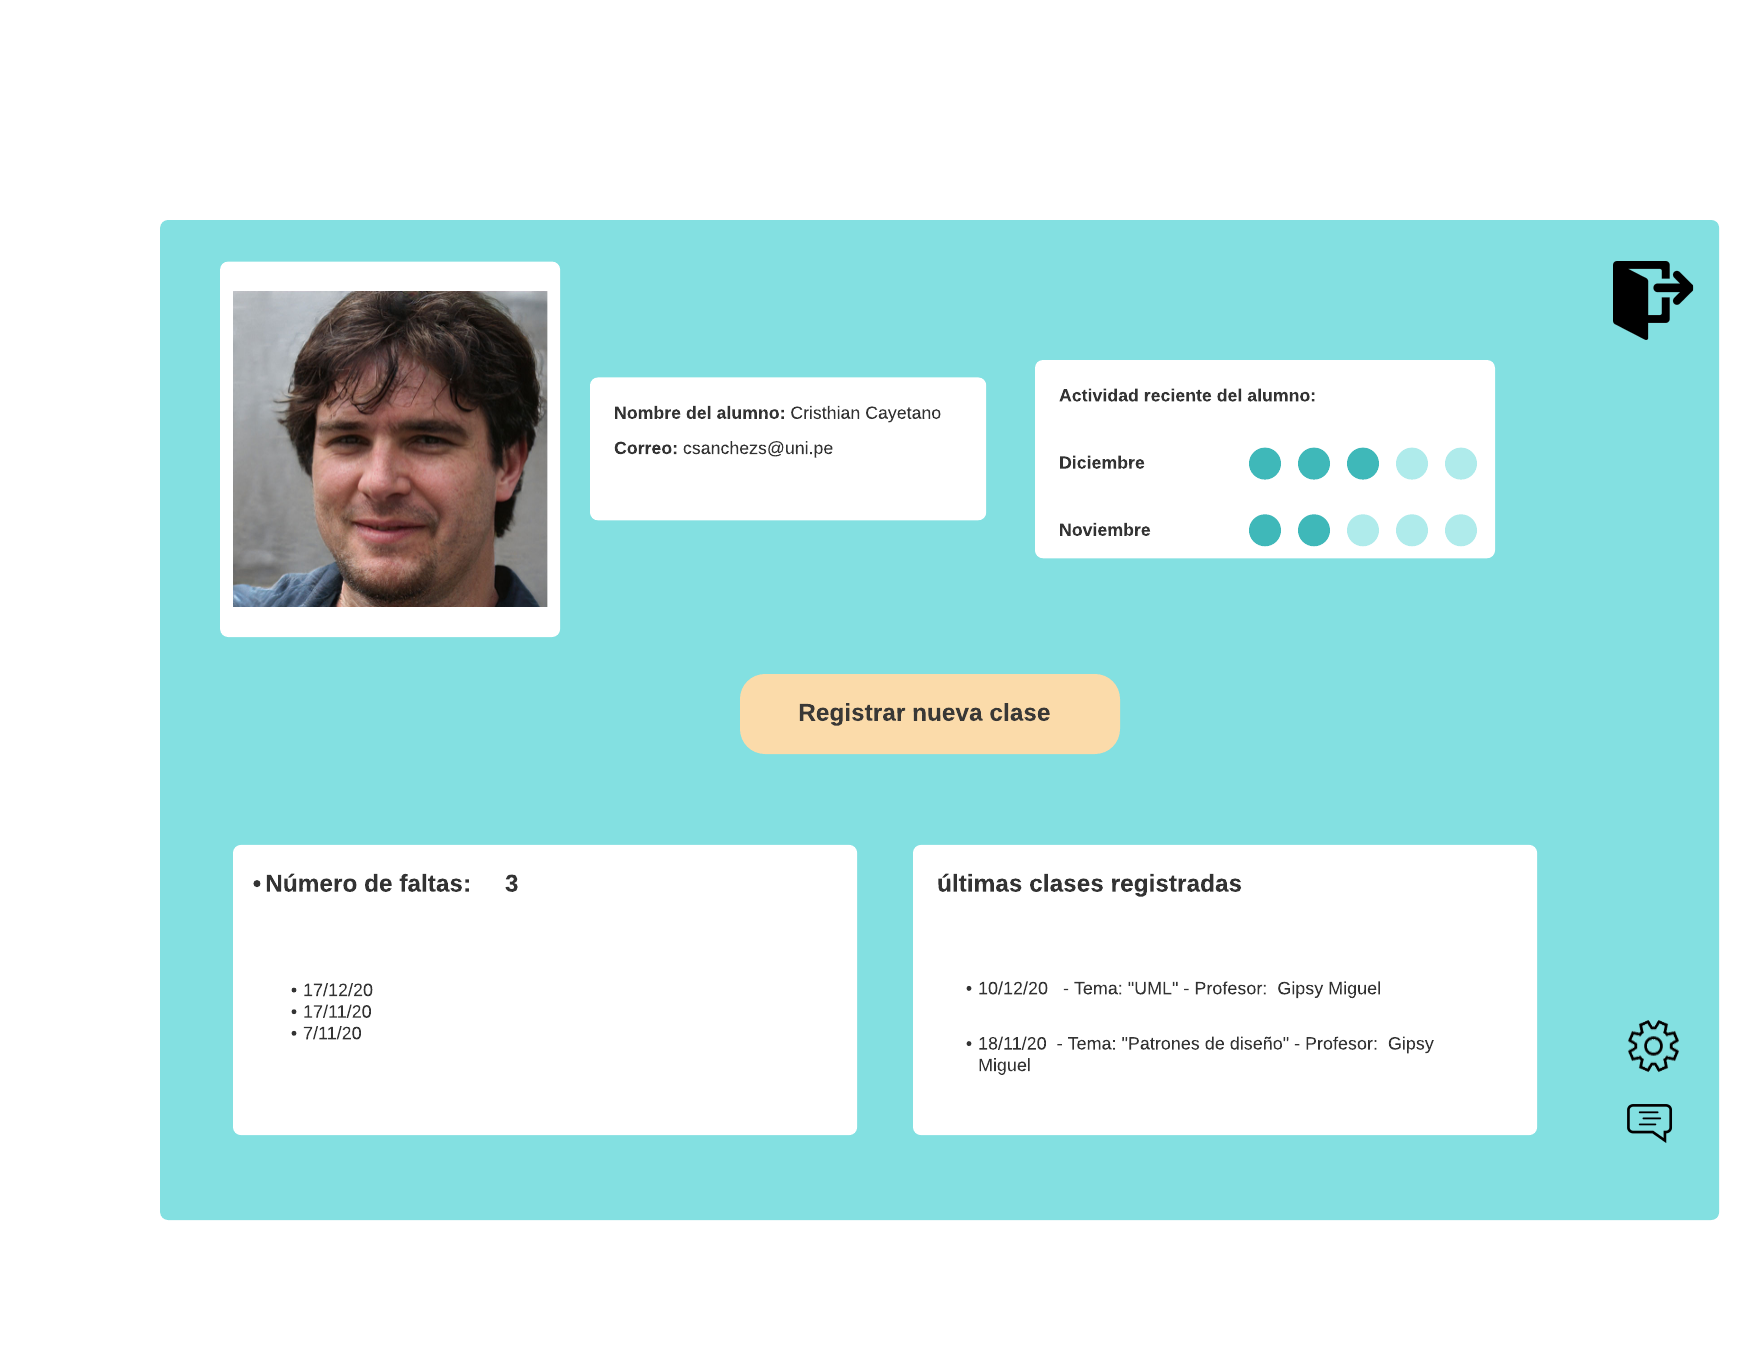 Nombre del alumno: Cristhian Cayetano
Correo: csanchezs@uni.pe
Actividad reciente del alumno:
Diciembre
Noviembre
Registrar nueva clase
• Número de faltas: 3
• 17/12/20
• 17/11/20
• 7/11/20
últimas clases registradas
• 10/12/20 - Tema: "UML" - Profesor: Gipsy Miguel
• 18/11/20 - Tema: "Patrones de diseño" - Profesor: Gipsy
Miguel